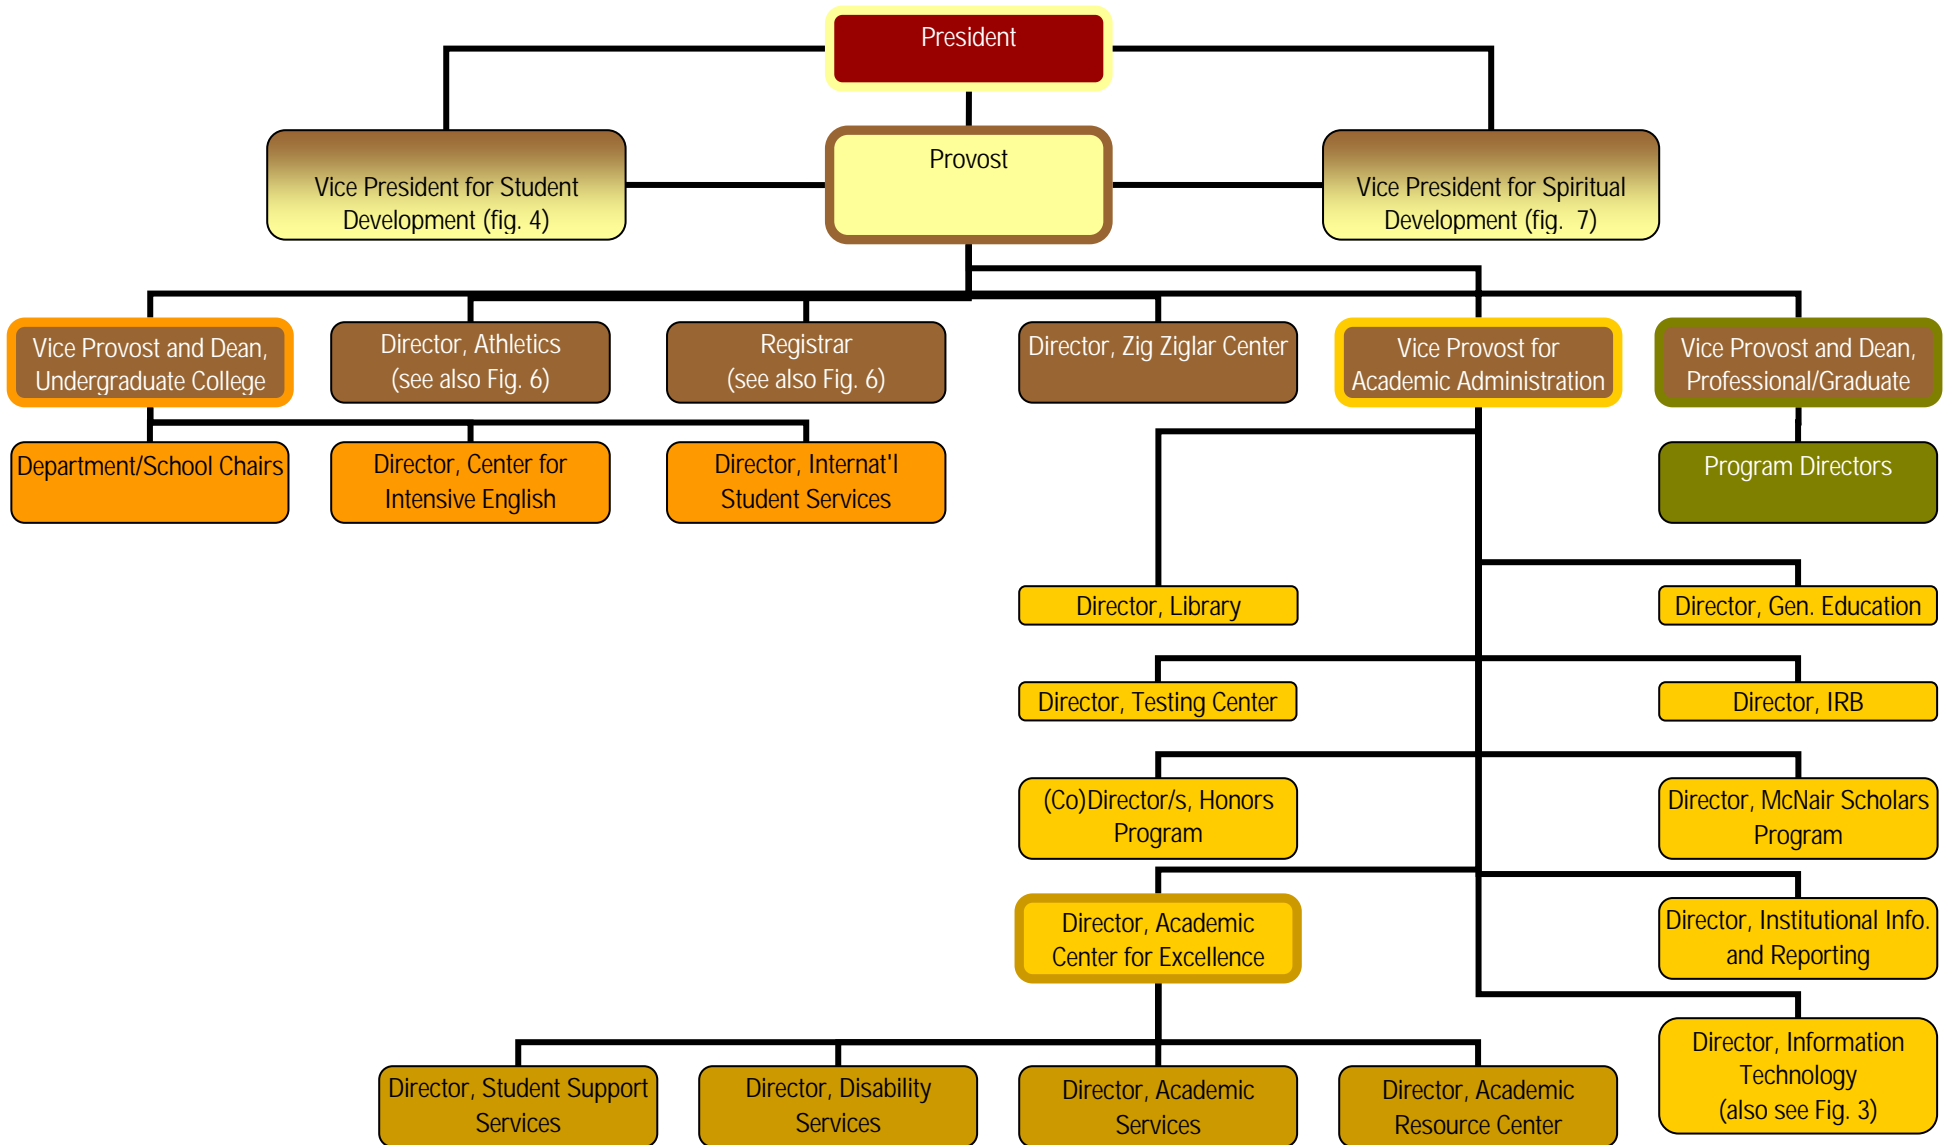 President
Provost
Vice President for Student
Development (fig. 4)
Vice President for Spiritual
Development (fig. 7)
Vice Provost and Dean,
Undergraduate College
Director, Athletics
(see also Fig. 6)
Registrar
(see also Fig. 6)
Director, Zig Ziglar Center
Vice Provost for
Academic Administration
Vice Provost and Dean,
Professional/Graduate
Department/School Chairs
Director, Center for
Intensive English
Director, Internat'l
Student Services
Program Directors
Director, Library
Director, Gen. Education
Director, Testing Center
Director, IRB
(Co)Director/s, Honors
Program
Director, McNair Scholars
Program
Director, Academic
Center for Excellence
Director, Institutional Info.
and Reporting
Director, Information
Technology
(also see Fig. 3)
Director, Student Support
Services
Director, Disability
Services
Director, Academic
Services
Director, Academic
Resource Center